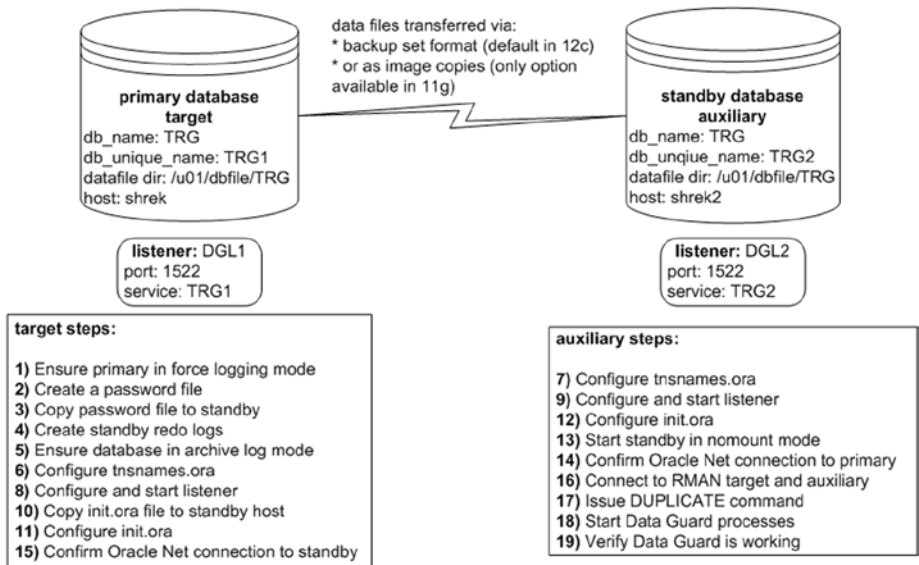 primary database
target
db_name: TRG
db_unique_name: TRG1
datafile dir: /u01/dbfile/TRG
host: shrek
data files transferred via:
* backup set format (default in 12c)
* or as image copies (only option
available in 11g)
standby database
auxiliary
db_name: TRG
db_unqiue_name: TRG2
datafile dir: /u01/dbfile/TRG
host: shrek2
listener: DGL1
port: 1522
service: TRG1
listener: DGL2
port: 1522
service: TRG2
target steps:
1) Ensure primary in force logging mode
2) Create a password file
3) Copy password file to standby
4) Create standby redo logs
5) Ensure database in archive log mode
6) Configure tnsnames.ora
8) Configure and start listener
10) Copy init.ora file to standby host
11) Configure init.ora
15) Confirm Oracle Net connection to standby
auxiliary steps:
7) Configure tnsnames.ora
9) Configure and start listener
12) Configure init.ora
13) Start standby in nomount mode
14) Confirm Oracle Net connection to primary
16) Connect to RMAN target and auxiliary
17) Issue DUPLICATE command
18) Start Data Guard processes
19) Verify Data Guard is working